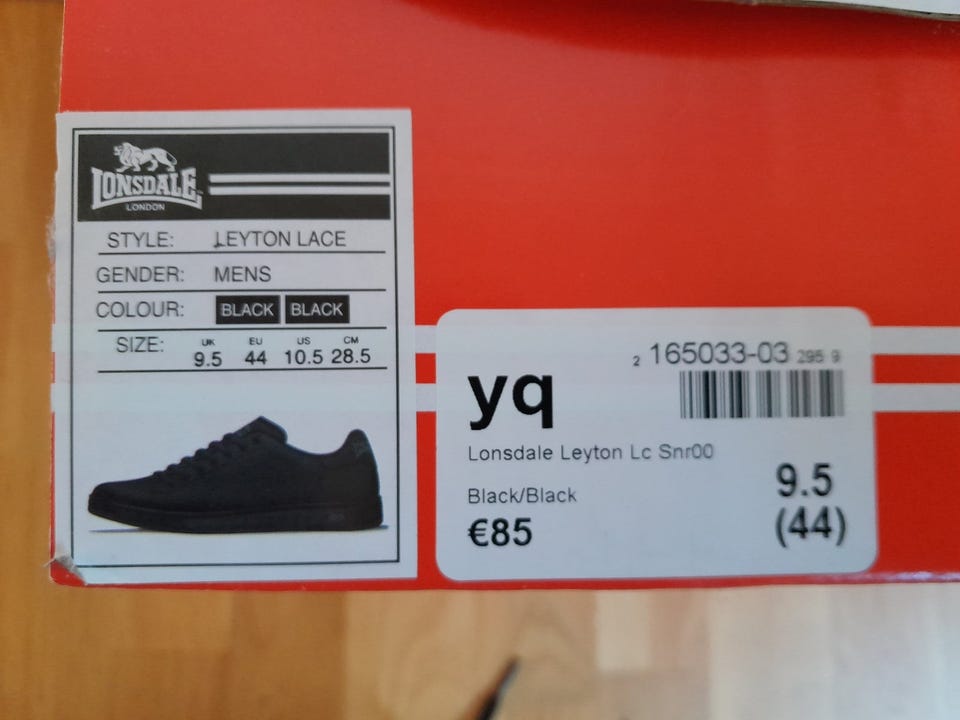 LONSDALE
LONDON
STYLE: LEYTON LACE
GENDER: MENS
COLOUR: BLACK BLACK
SIZE: UK 9.5 EU 44 US 10.5 CM 28.5
2 165033-03 295 9
yq
Lonsdale Leyton Lc Snr00
Black/Black
9.5
€85
(44)